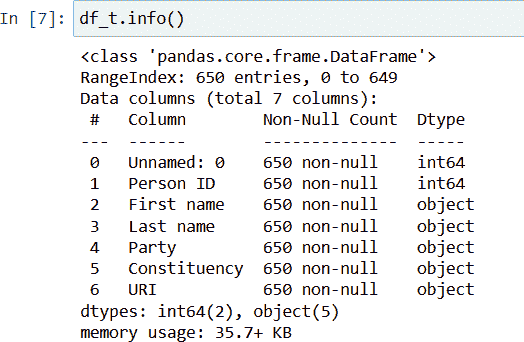 In [7]: df_t.info()
<class 'pandas.core.frame.DataFrame'>
RangeIndex: 650 entries, 0 to 649
Data columns (total 7 columns):
 #   Column        Non-Null Count  Dtype
---  ------        --------------  -----
 0   Unnamed: 0    650 non-null    int64
 1   Person ID     650 non-null    int64
 2   First name    650 non-null    object
 3   Last name     650 non-null    object
 4   Party         650 non-null    object
 5   Constituency  650 non-null    object
 6   URI           650 non-null    object
dtypes: int64(2), object(5)
memory usage: 35.7+ KB